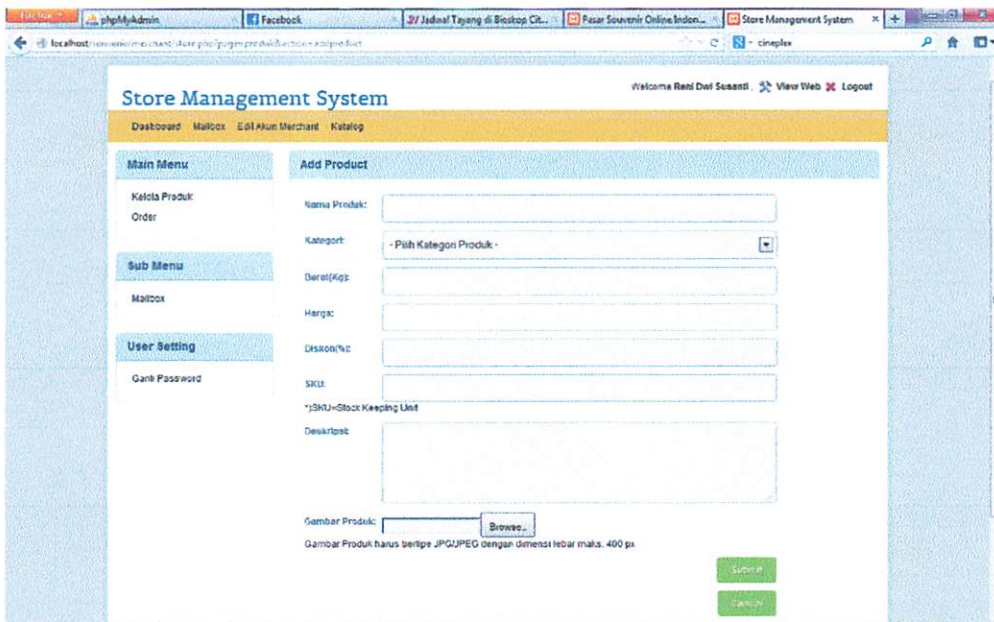 phpMyAdmin
Facebook
21 Jadwal Tayang di Bioskop Cit...
Pasar Souvenir Online Indon...
Store Management System
cineplex
Store Management System
Welcome Reni Dwi Susanti , View Web Logout
Dashboard Mailbox Edit Akun Merchant Katalog
Main Menu
Kelola Produk
Order
Sub Menu
Mailbox
User Setting
Ganti Password
Add Product
Nama Produk:
Kategori: - Pilih Kategori Produk -
Berat(Kg):
Harga:
Diskon(%):
SKU:
*)SKU=Stock Keeping Unit
Deskripsi:
Gambar Produk: Browse...
Gambar Produk harus bertipe JPG/JPEG dengan dimensi lebar maks. 400 px
Submit
Cancel